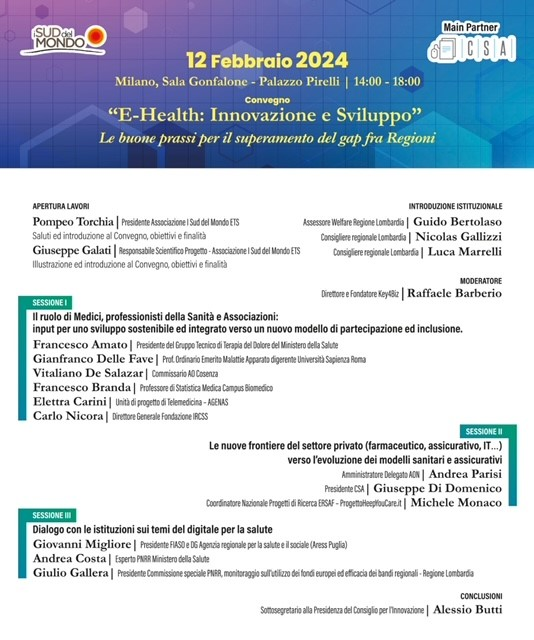 I SUD del MONDO
Main Partner
CSA
12 Febbraio 2024
Milano, Sala Gonfalone - Palazzo Pirelli | 14:00 - 18:00
Convegno
“E-Health: Innovazione e Sviluppo”
Le buone prassi per il superamento del gap fra Regioni
APERTURA LAVORI
Pompeo Torchia | Presidente Associazione I Sud del Mondo ETS
Saluti ed introduzione al Convegno, obiettivi e finalità
Giuseppe Galati | Responsabile Scientifico Progetto - Associazione I Sud del Mondo ETS
Illustrazione ed introduzione al Convegno, obiettivi e finalità
INTRODUZIONE ISTITUZIONALE
Assessore Welfare Regione Lombardia | Guido Bertolaso
Consigliere regionale Lombardia | Nicolas Gallizzi
Consigliere regionale Lombardia | Luca Marrelli
MODERATORE
Direttore e Fondatore Key4Biz | Raffaele Barberio
SESSIONE I
Il ruolo di Medici, professionisti della Sanità e Associazioni:
input per uno sviluppo sostenibile ed integrato verso un nuovo modello di partecipazione ed inclusione.
Francesco Amato | Presidente del Gruppo Tecnico di Terapia del Dolore del Ministero della Salute
Gianfranco Delle Fave | Prof. Ordinario Emerito Malattie Apparato digerente Università Sapienza Roma
Vitaliano De Salazar | Commissario AO Cosenza
Francesco Branda | Professore di Statistica Medica Campus Biomedico
Elettra Carini | Unità di progetto di Telemedicina – AGENAS
Carlo Nicora | Direttore Generale Fondazione IRCSS
SESSIONE II
Le nuove frontiere del settore privato (farmaceutico, assicurativo, IT...)
verso l’evoluzione dei modelli sanitari e assicurativi
Amministratore Delegato AON | Andrea Parisi
Presidente CSA | Giuseppe Di Domenico
Coordinatore Nazionale Progetti di Ricerca ERSAF – ProgettoHeepYouCare.it | Michele Monaco
SESSIONE III
Dialogo con le istituzioni sui temi del digitale per la salute
Giovanni Migliore | Presidente FIASO e DG Agenzia regionale per la salute e il sociale (Aress Puglia)
Andrea Costa | Esperto PNRR Ministero della Salute
Giulio Gallera | Presidente Commissione speciale PNRR, monitoraggio sull’utilizzo dei fondi europei ed efficacia dei bandi regionali - Regione Lombardia
CONCLUSIONI
Sottosegretario alla Presidenza del Consiglio per l’Innovazione | Alessio Butti